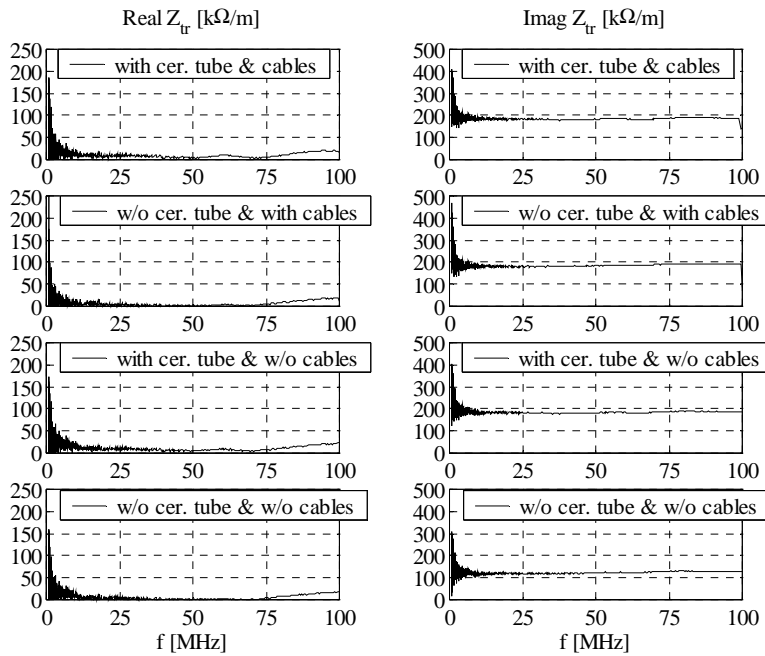 Real Z_tr [kΩ/m]
Imag Z_tr [kΩ/m]
250
200
150
100
50
0
with cer. tube & cables
0 25 50 75 100
500
400
300
200
100
0
with cer. tube & cables
0 25 50 75 100
250
200
150
100
50
0
w/o cer. tube & with cables
0 25 50 75 100
500
400
300
200
100
0
w/o cer. tube & with cables
0 25 50 75 100
250
200
150
100
50
0
with cer. tube & w/o cables
0 25 50 75 100
500
400
300
200
100
0
with cer. tube & w/o cables
0 25 50 75 100
250
200
150
100
50
0
w/o cer. tube & w/o cables
0 25 50 75 100
f [MHz]
500
400
300
200
100
0
w/o cer. tube & w/o cables
0 25 50 75 100
f [MHz]